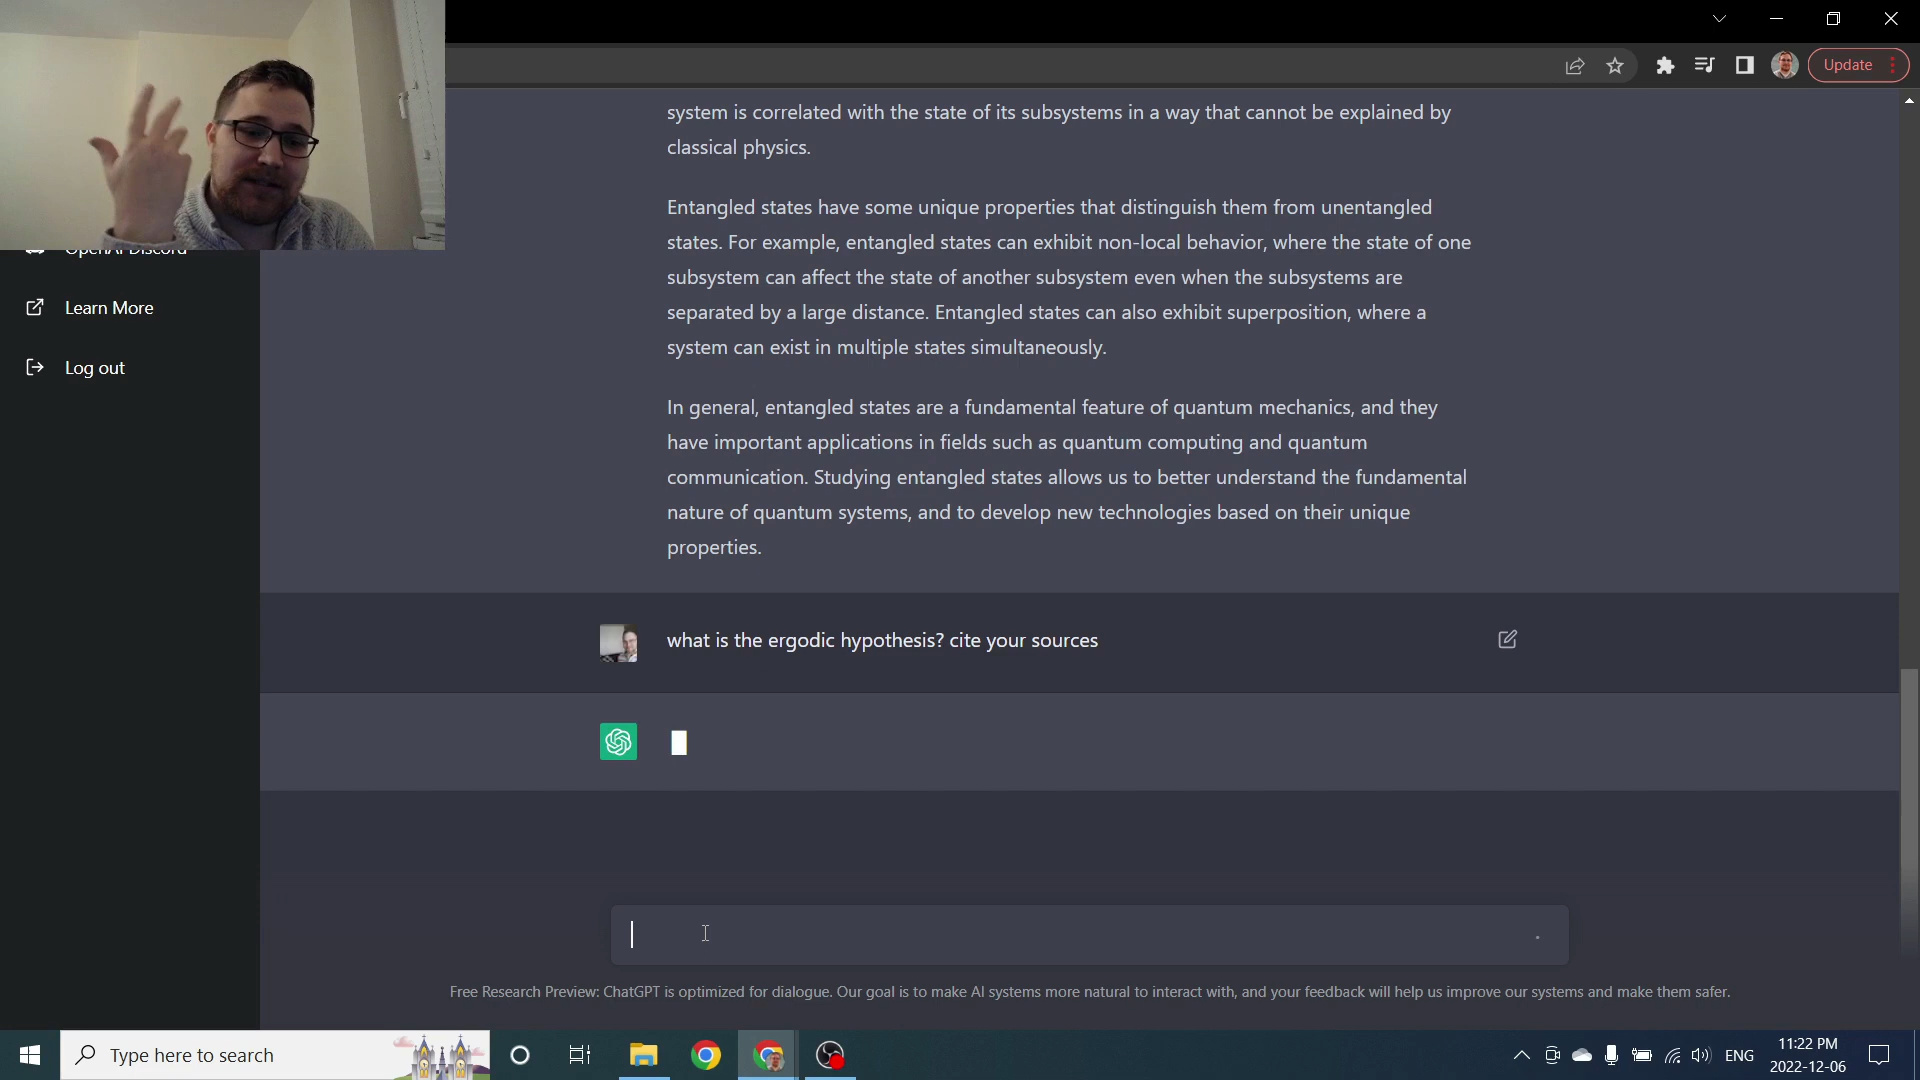 Update
system is correlated with the state of its subsystems in a way that cannot be explained by
classical physics.
Entangled states have some unique properties that distinguish them from unentangled
states. For example, entangled states can exhibit non-local behavior, where the state of one
subsystem can affect the state of another subsystem even when the subsystems are
separated by a large distance. Entangled states can also exhibit superposition, where a
system can exist in multiple states simultaneously.
In general, entangled states are a fundamental feature of quantum mechanics, and they
have important applications in fields such as quantum computing and quantum
communication. Studying entangled states allows us to better understand the fundamental
nature of quantum systems, and to develop new technologies based on their unique
properties.
OpenAI Discord
Learn More
Log out
what is the ergodic hypothesis? cite your sources
Free Research Preview: ChatGPT is optimized for dialogue. Our goal is to make AI systems more natural to interact with, and your feedback will help us improve our systems and make them safer.
Type here to search
ENG
11:22 PM
2022-12-06